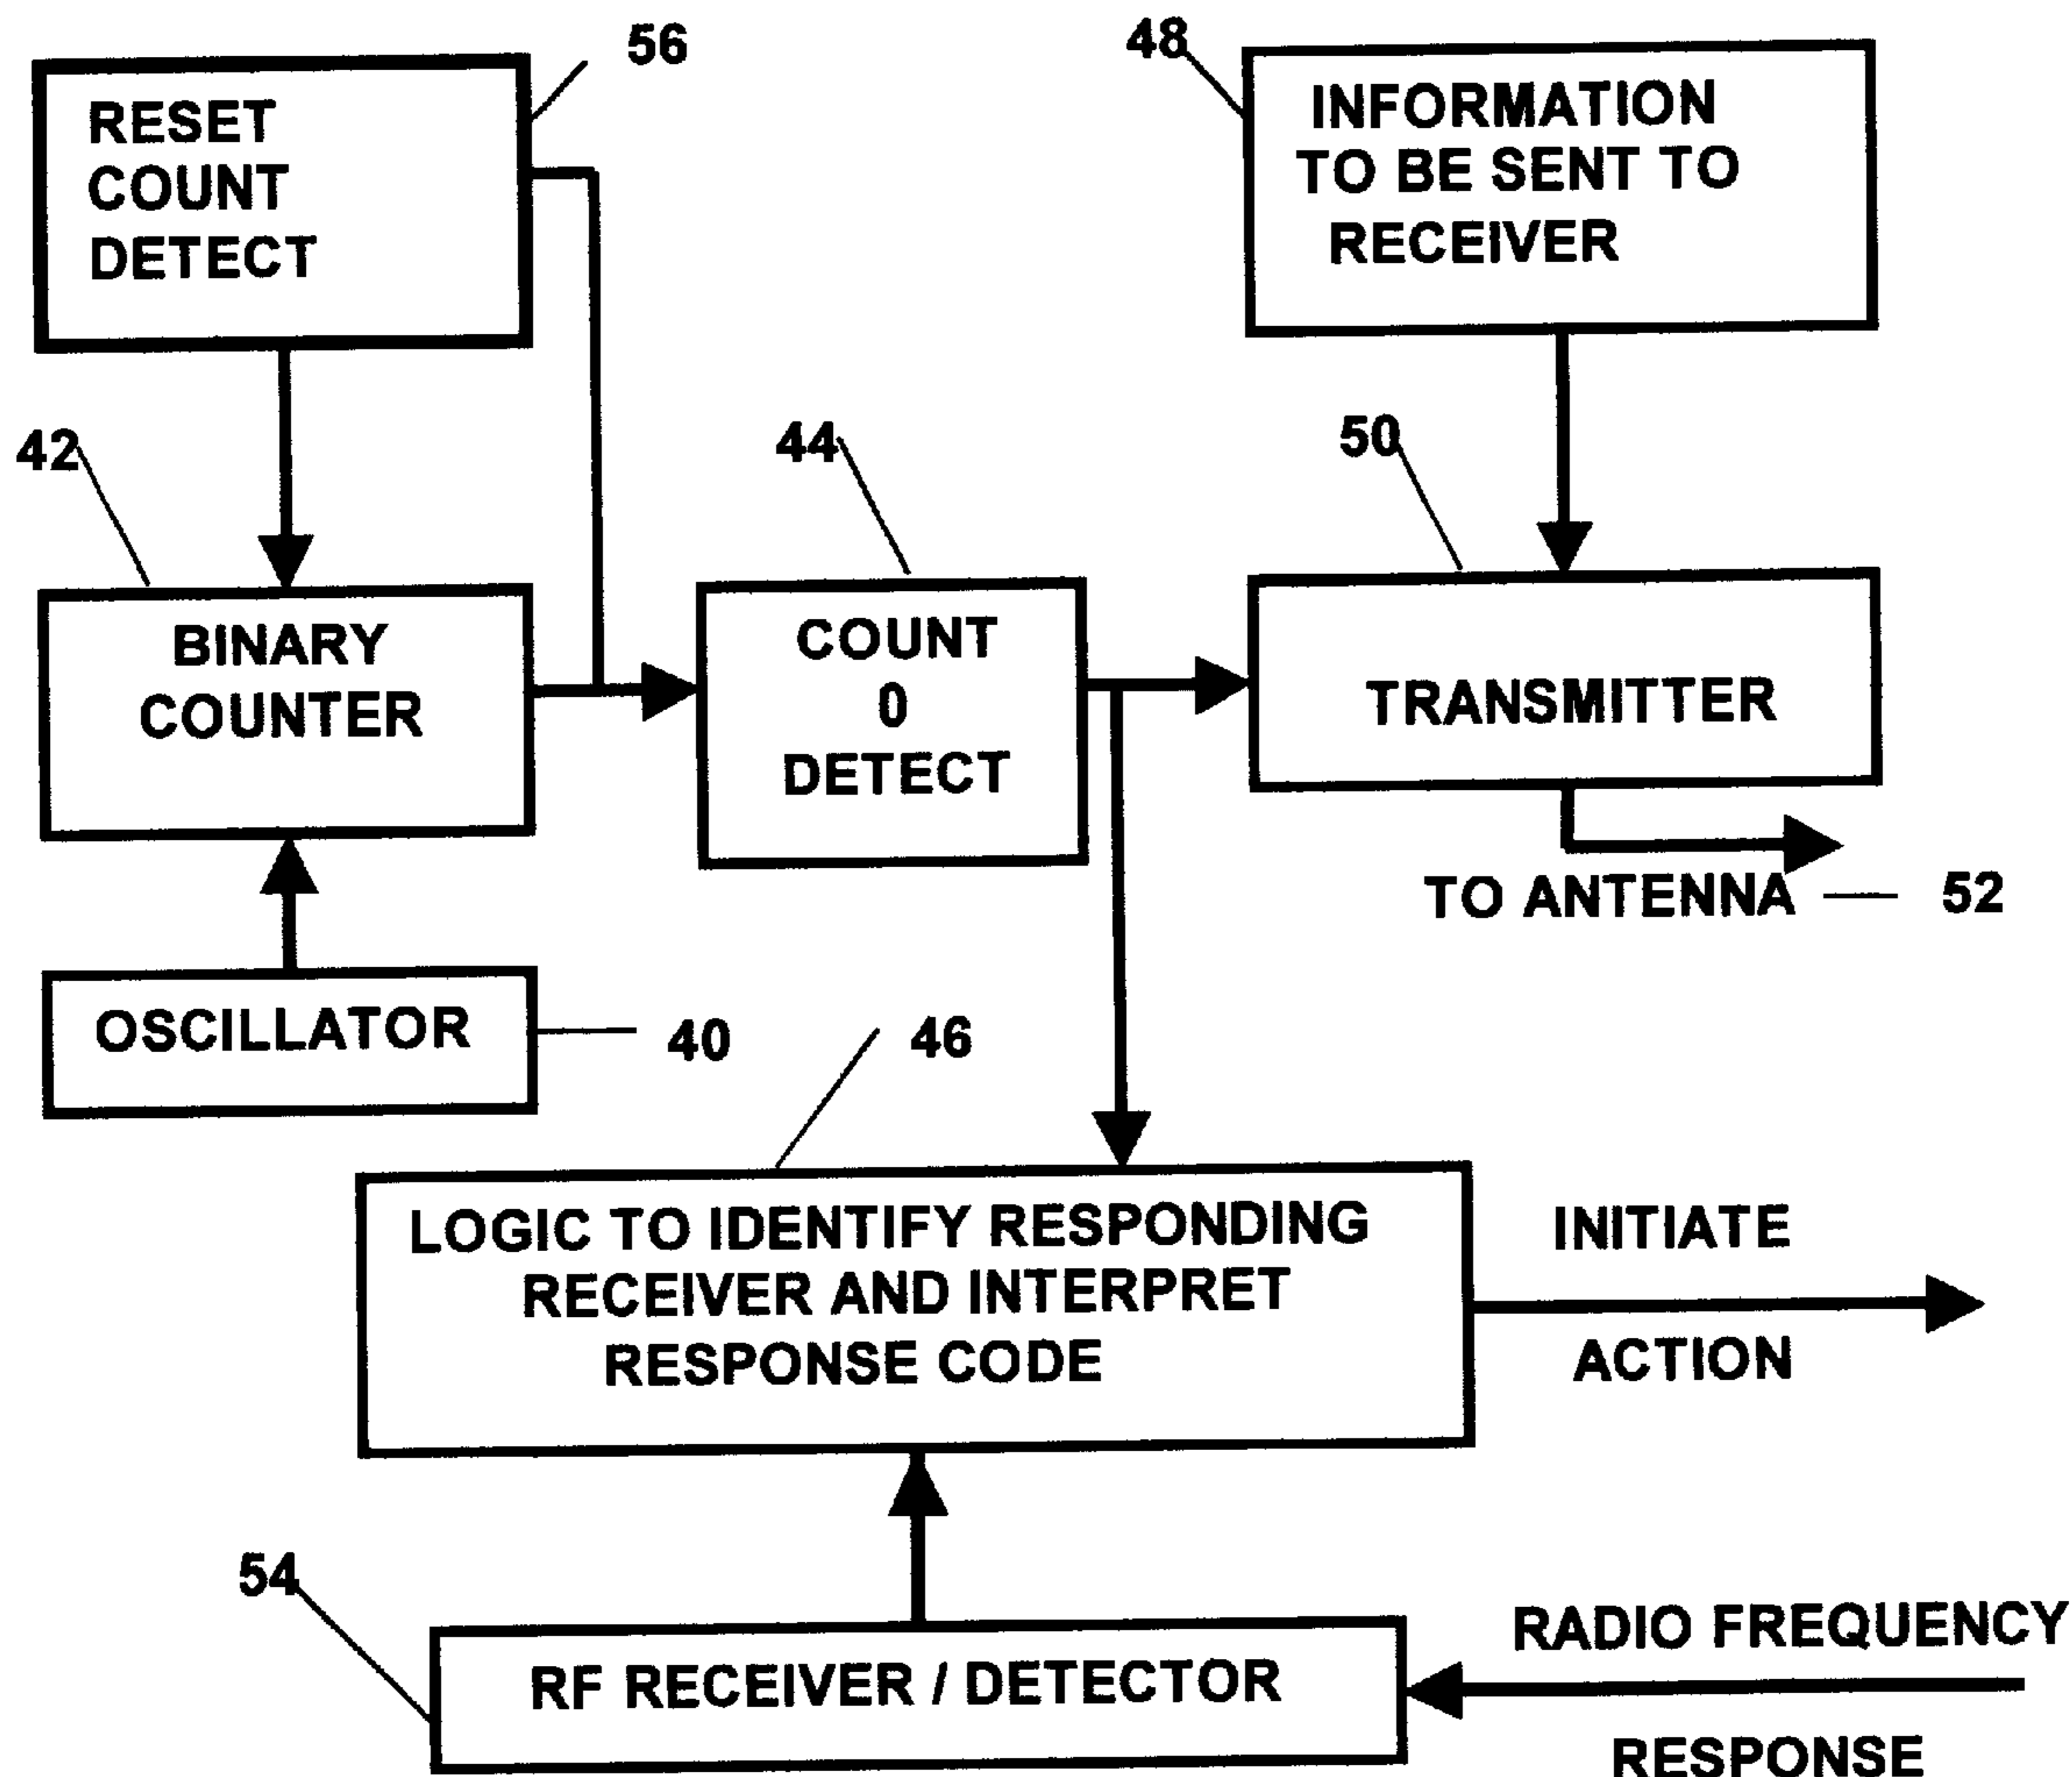 56
48
RESET
COUNT
DETECT
INFORMATION
TO BE SENT TO
RECEIVER
42
44
50
BINARY
COUNTER
COUNT
0
DETECT
TRANSMITTER
TO ANTENNA
52
OSCILLATOR
40
46
LOGIC TO IDENTIFY RESPONDING
RECEIVER AND INTERPRET
RESPONSE CODE
INITIATE
ACTION
54
RF RECEIVER / DETECTOR
RADIO FREQUENCY
RESPONSE